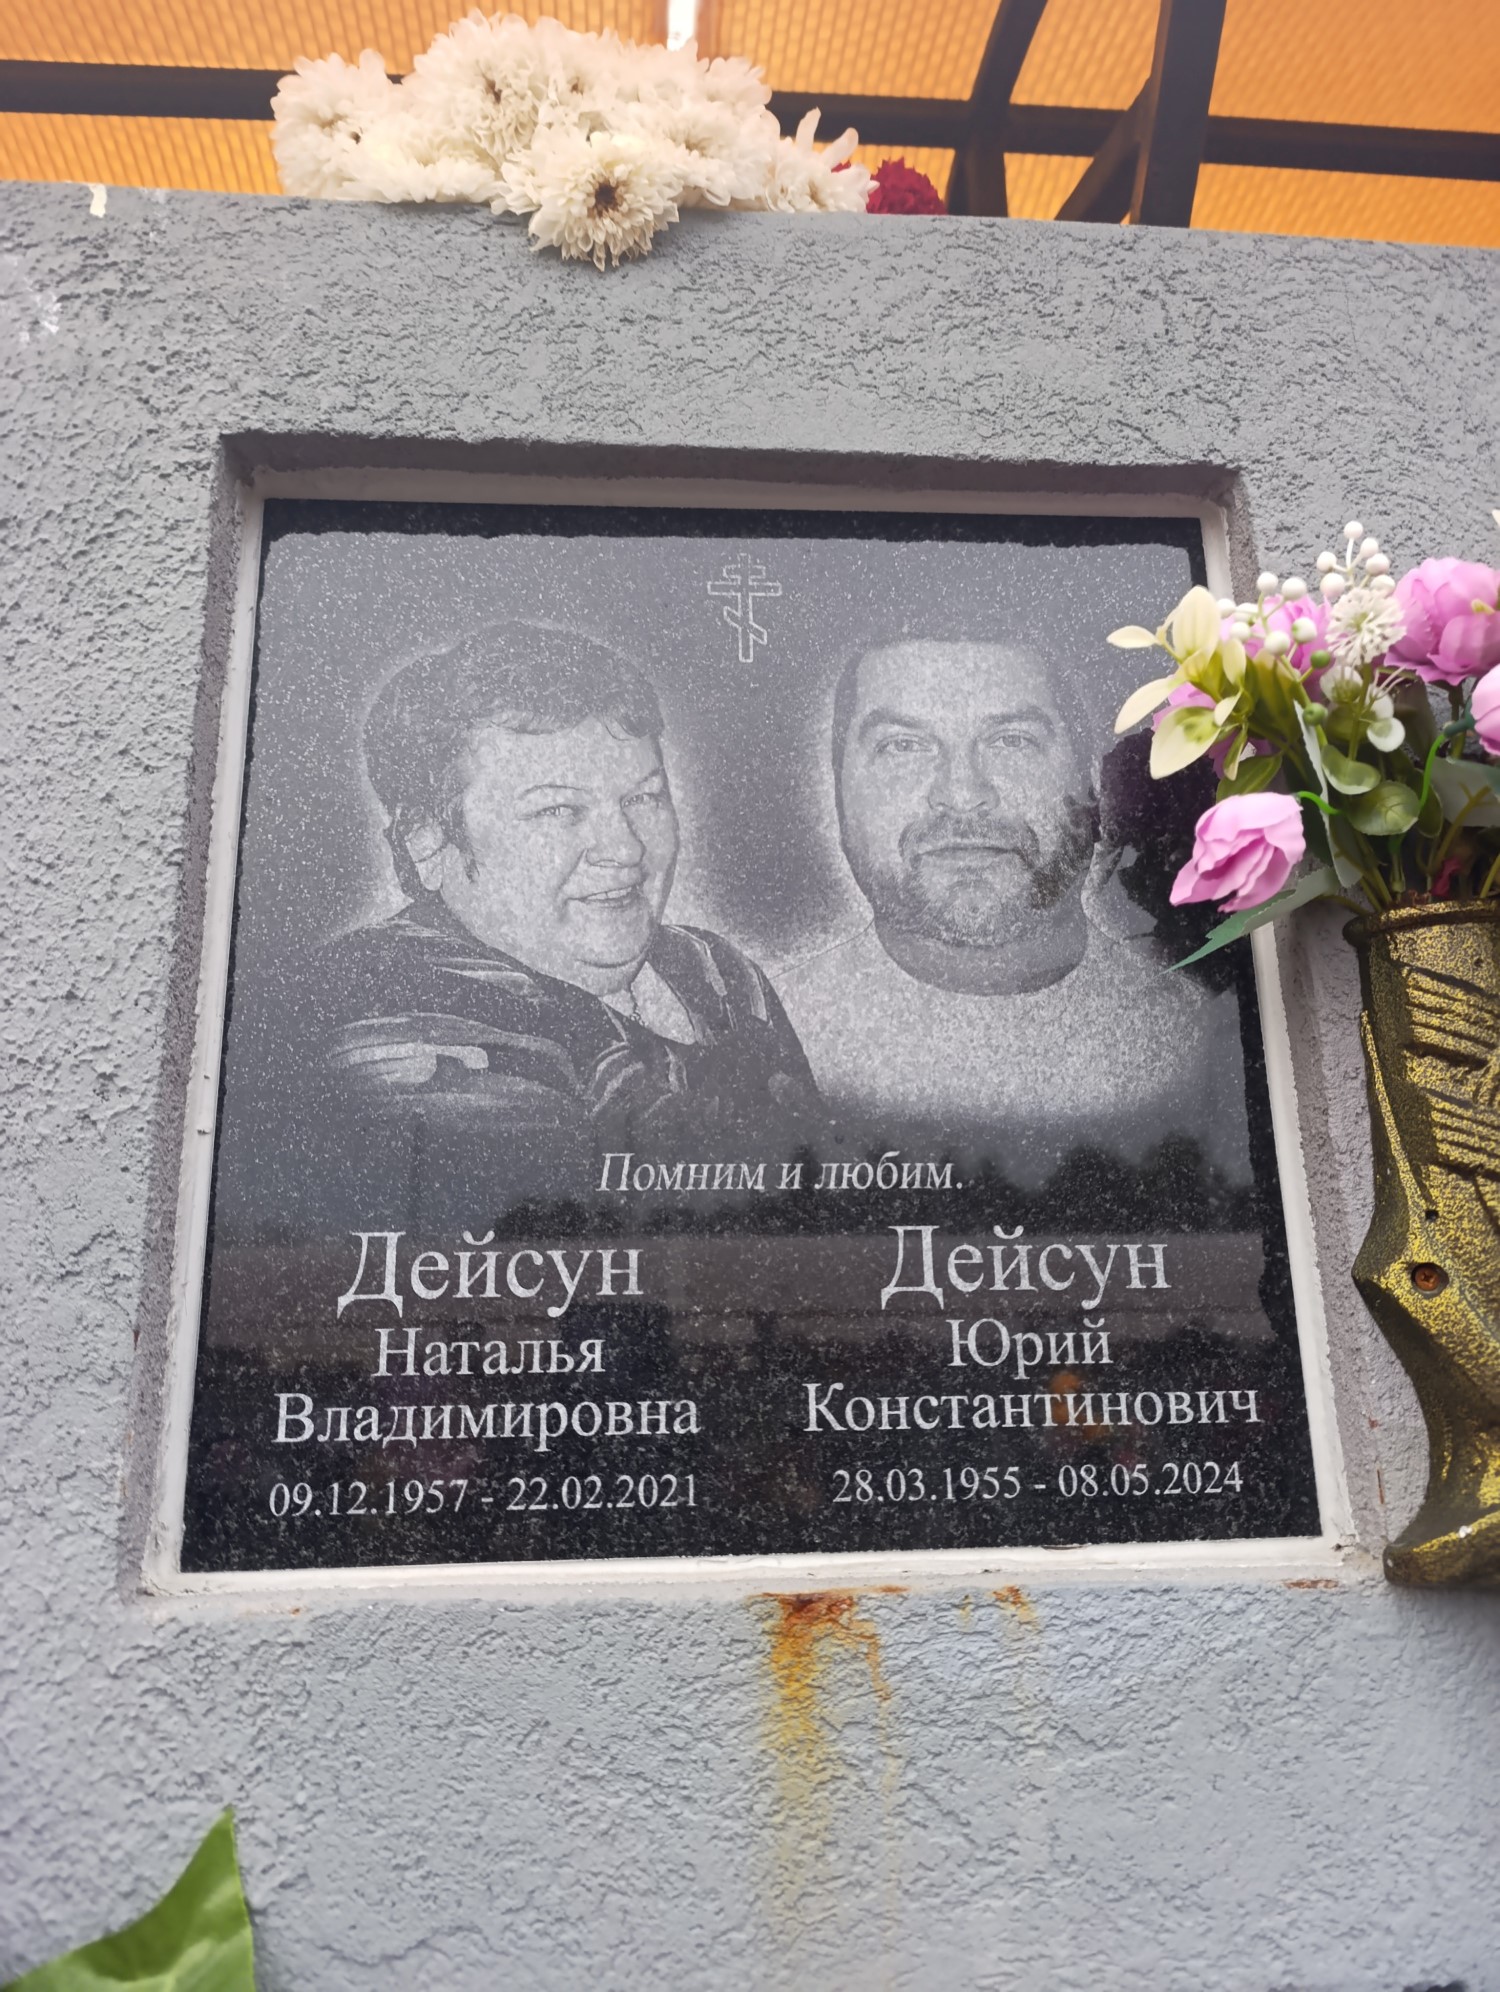 Помним и любим.
Дейсун
Наталья
Владимировна
09.12.1957 - 22.02.2021
Дейсун
Юрий
Константинович
28.03.1955 - 08.05.2024